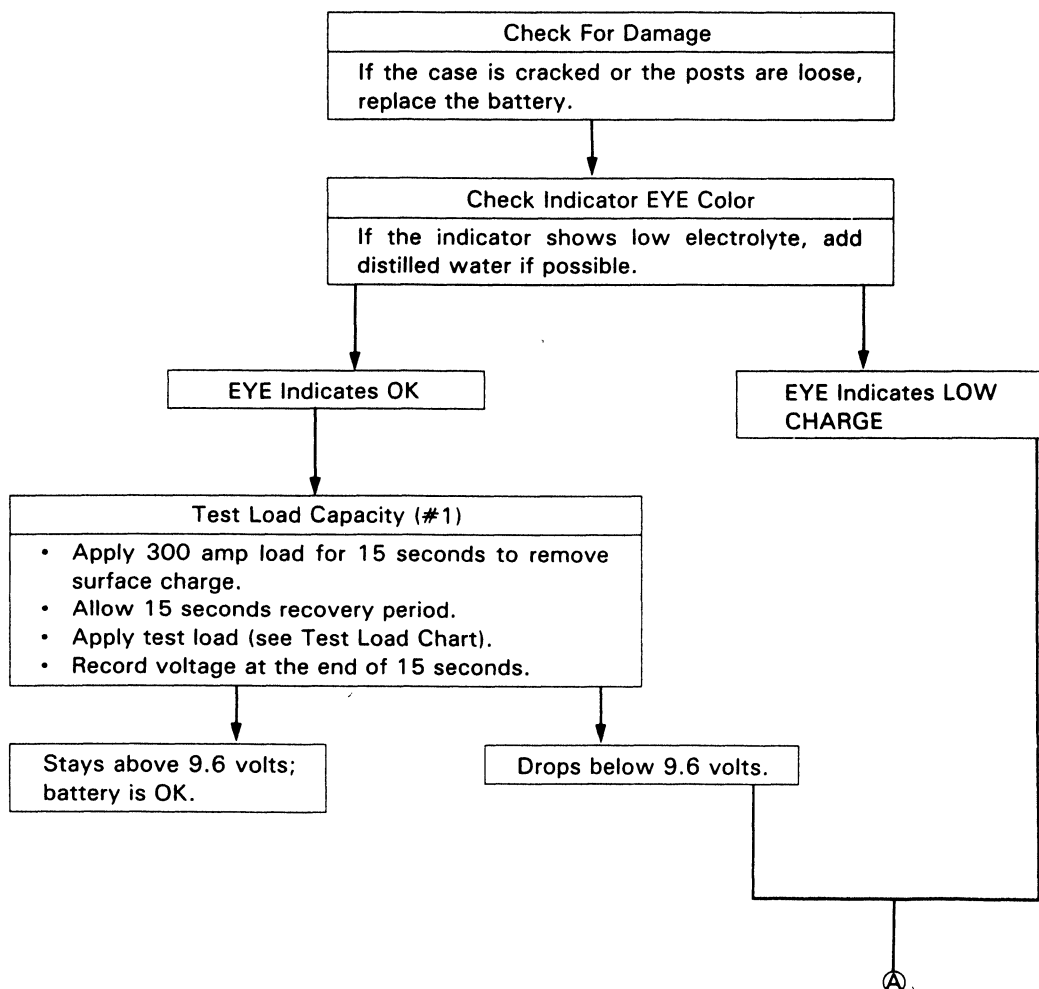 Check For Damage
If the case is cracked or the posts are loose,
replace the battery.
Check Indicator EYE Color
If the indicator shows low electrolyte, add
distilled water if possible.
EYE Indicates OK
EYE Indicates LOW
CHARGE
Test Load Capacity (#1)
• Apply 300 amp load for 15 seconds to remove
surface charge.
• Allow 15 seconds recovery period.
• Apply test load (see Test Load Chart).
• Record voltage at the end of 15 seconds.
Stays above 9.6 volts;
battery is OK.
Drops below 9.6 volts.
Ⓐ